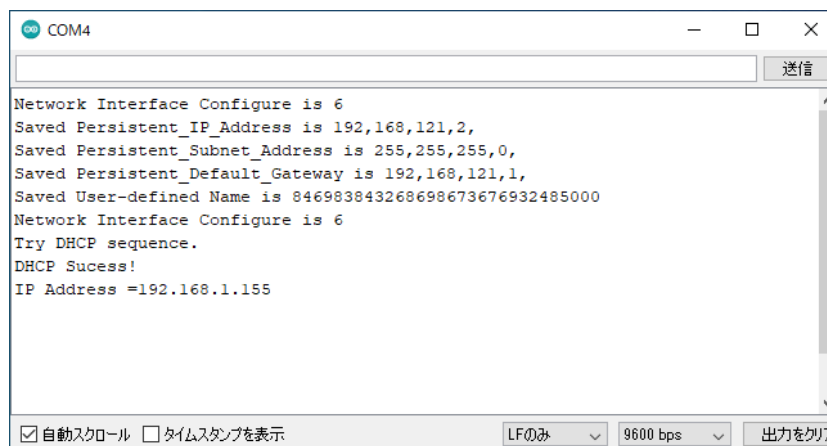 COM4
送信
Network Interface Configure is 6
Saved Persistent_IP_Address is 192,168,121,2,
Saved Persistent_Subnet_Address is 255,255,255,0,
Saved Persistent_Default_Gateway is 192,168,121,1,
Saved User-defined Name is 846983843268698673676932485000
Network Interface Configure is 6
Try DHCP sequence.
DHCP Sucess!
IP Address =192.168.1.155
自動スクロール タイムスタンプを表示 LFのみ 9600 bps 出力をクリア